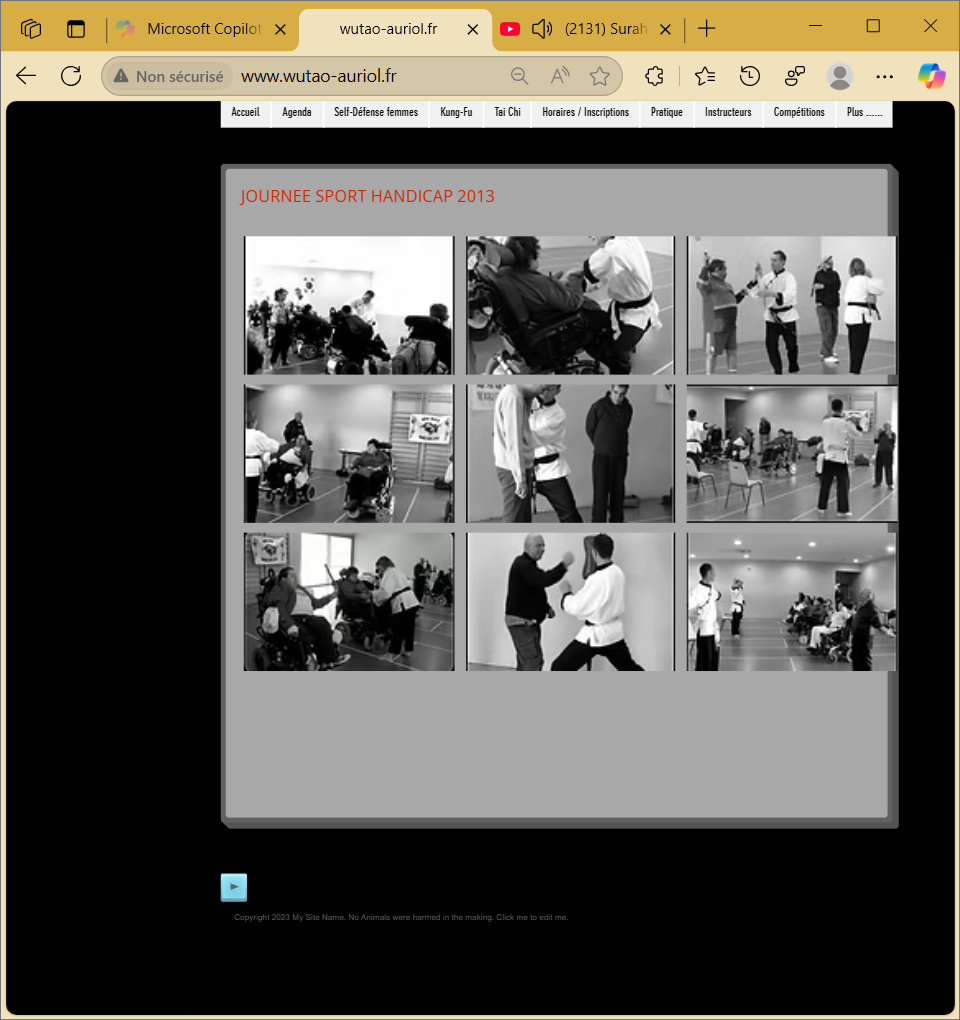 Microsoft Copilot
wutao-auriol.fr
(2131) Surah
Non sécurisé
www.wutao-auriol.fr
Accueil
Agenda
Self-Défense femmes
Kung-Fu
Tai Chi
Horaires / Inscriptions
Pratique
Instructeurs
Compétitions
Plus ......
JOURNEE SPORT HANDICAP 2013
Copyright 2023 My Site Name. No Animals were harmed in the making. Click me to edit me.